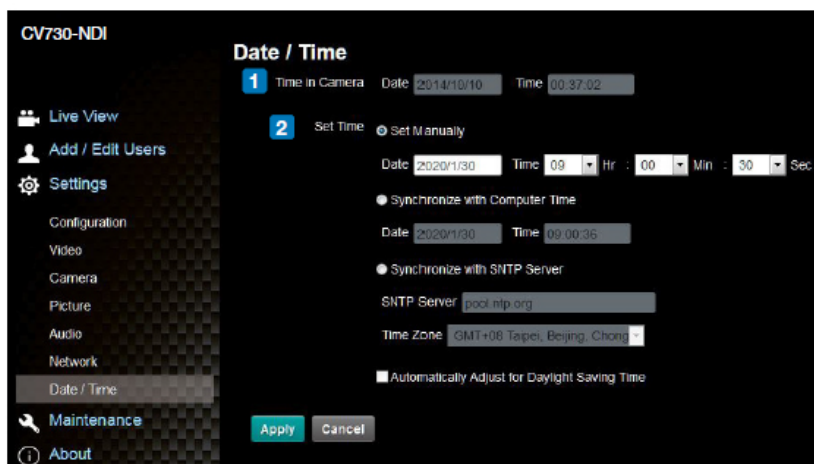 CV730-NDI
Live View
Add / Edit Users
Settings
Configuration
Video
Camera
Picture
Audio
Network
Date / Time
Maintenance
About
Date / Time
1 Time in Camera Date 2014/10/10 Time 00:37:02
2 Set Time Set Manually
Date 2020/1/30 Time 09 Hr : 00 Min : 30 Sec
Synchronize with Computer Time
Date 2020/1/30 Time 09:00:36
Synchronize with SNTP Server
SNTP Server pool.ntp.org
Time Zone GMT+08 Taipei, Beijing, Chong
Automatically Adjust for Daylight Saving Time
Apply Cancel